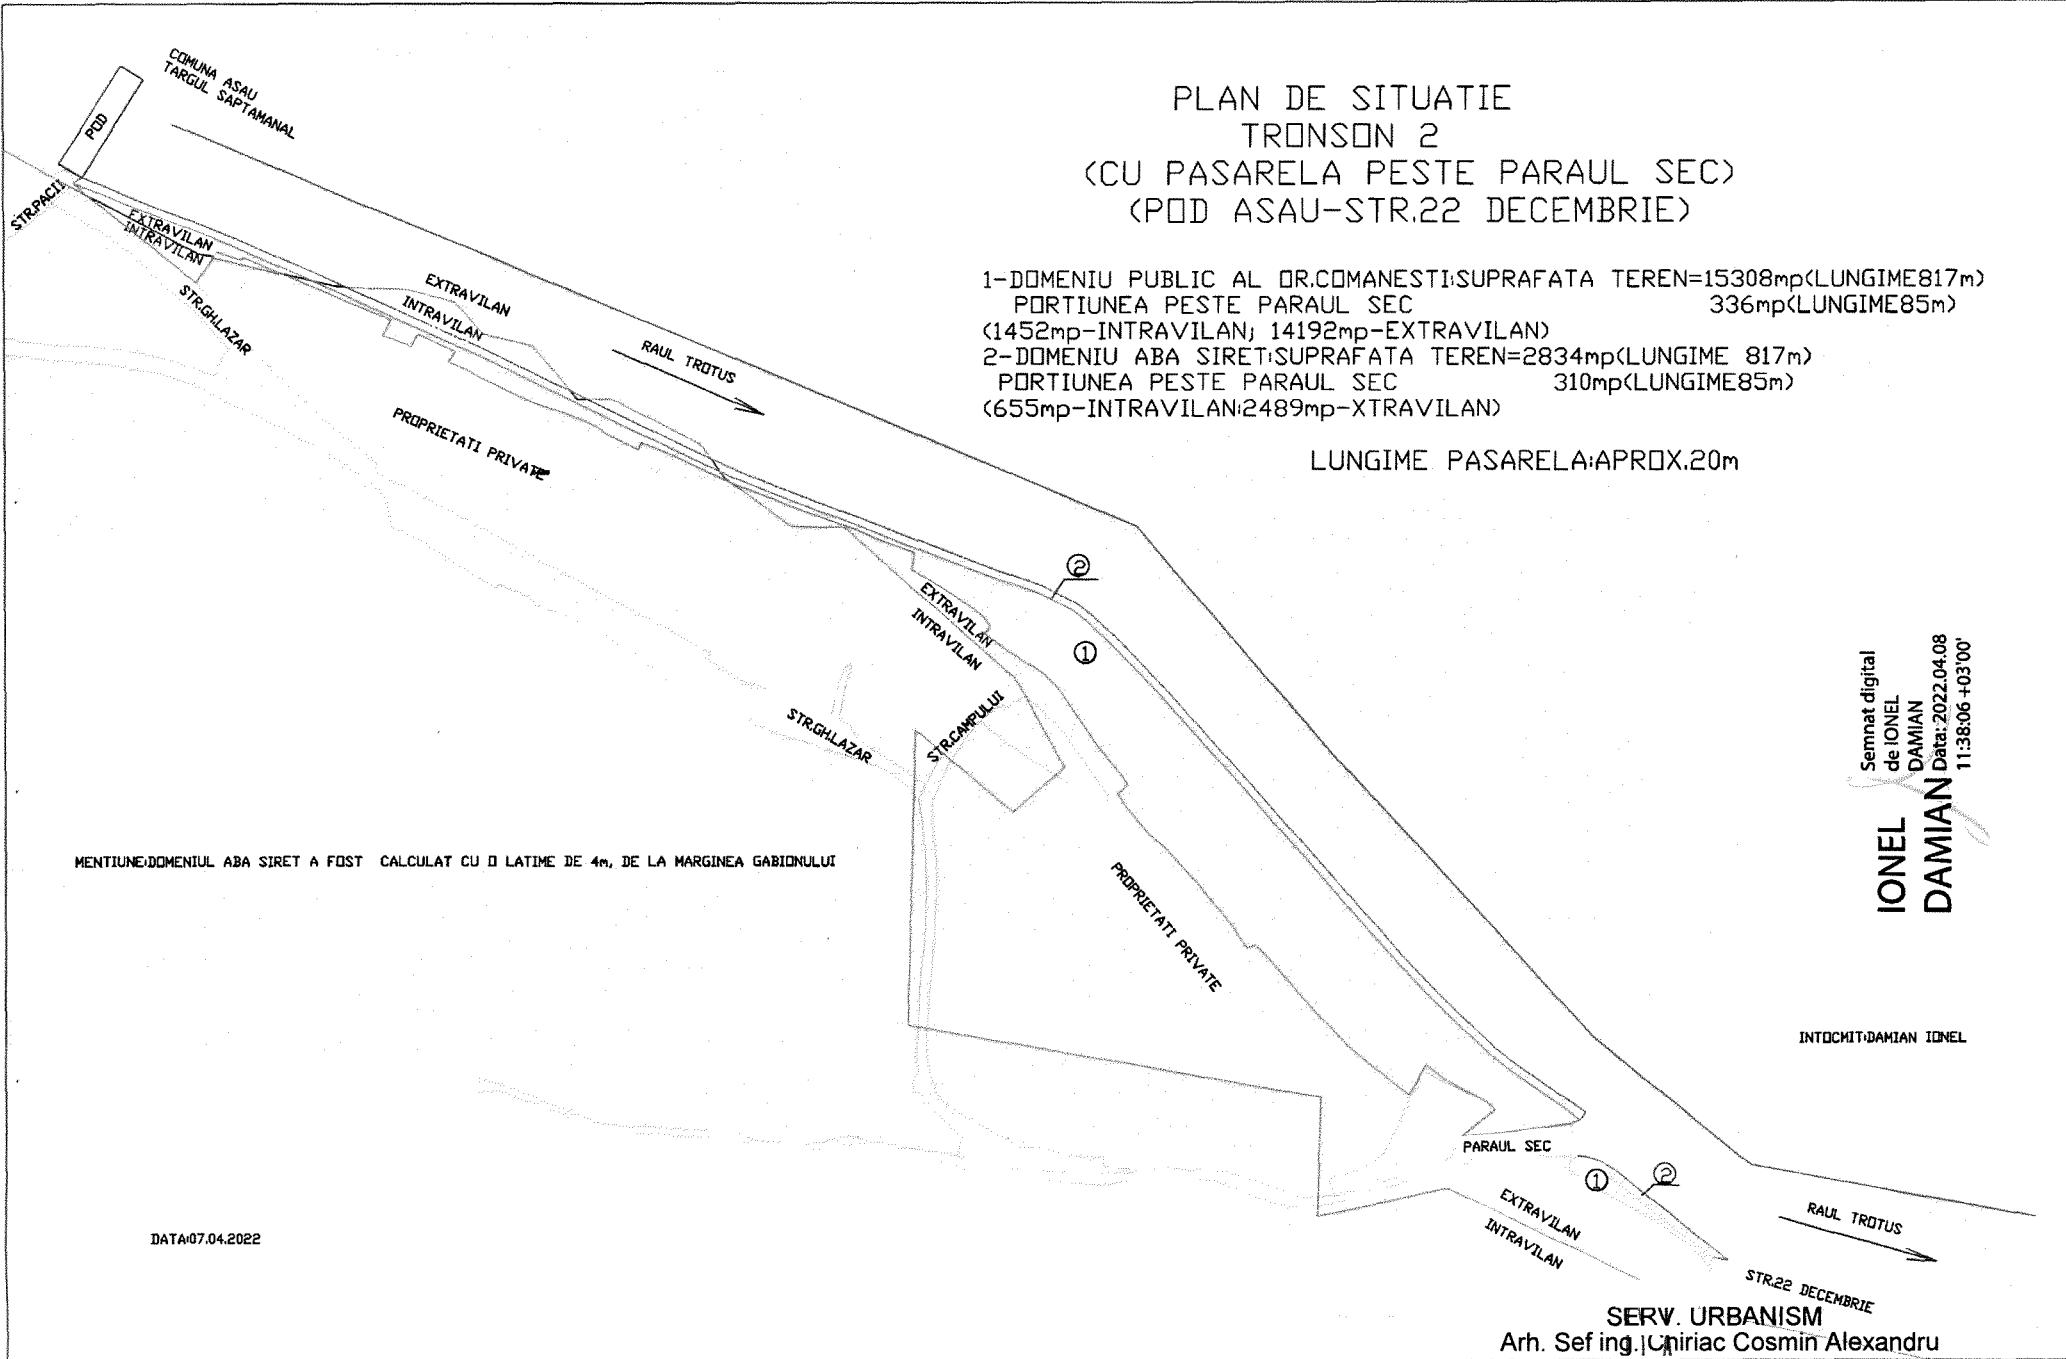 COMUNA ASAU
TARGUL SAPTAMANAL
POD
STR.PACII
EXTRAVILAN
INTRAVILAN
STR.GH.LAZAR
EXTRAVILAN
INTRAVILAN
RAUL TROTUS
PROPRIETATI PRIVATE
PLAN DE SITUATIE
TRONSON 2
(CU PASARELA PESTE PARAUL SEC)
(POD ASAU-STR.22 DECEMBRIE)
1-DOMENIU PUBLIC AL OR.COMANESTI:SUPRAFATA TEREN=15308mp(LUNGIME817m)
PORTIUNEA PESTE PARAUL SEC 336mp(LUNGIME85m)
(1452mp-INTRAVILAN; 14192mp-EXTRAVILAN)
2-DOMENIU ABA SIRET:SUPRAFATA TEREN=2834mp(LUNGIME 817m)
PORTIUNEA PESTE PARAUL SEC 310mp(LUNGIME85m)
(655mp-INTRAVILAN:2489mp-XTRAVILAN)
LUNGIME PASARELA:APROX.20m
2
EXTRAVILAN
INTRAVILAN
1
STR.GH.LAZAR
STR.CAMPULUI
PROPRIETATI PRIVATE
MENTIUNE:DOMENIUL ABA SIRET A FOST CALCULAT CU O LATIME DE 4m, DE LA MARGINEA GABIONULUI
IONEL
DAMIAN
Semnat digital
de IONEL
DAMIAN
Data: 2022.04.08
11:38:06 +03'00'
INTOCMIT:DAMIAN IONEL
PARAUL SEC
1
2
EXTRAVILAN
INTRAVILAN
RAUL TROTUS
STR.22 DECEMBRIE
DATA:07.04.2022
SERV. URBANISM
Arh. Sef ing. Chiriac Cosmin Alexandru